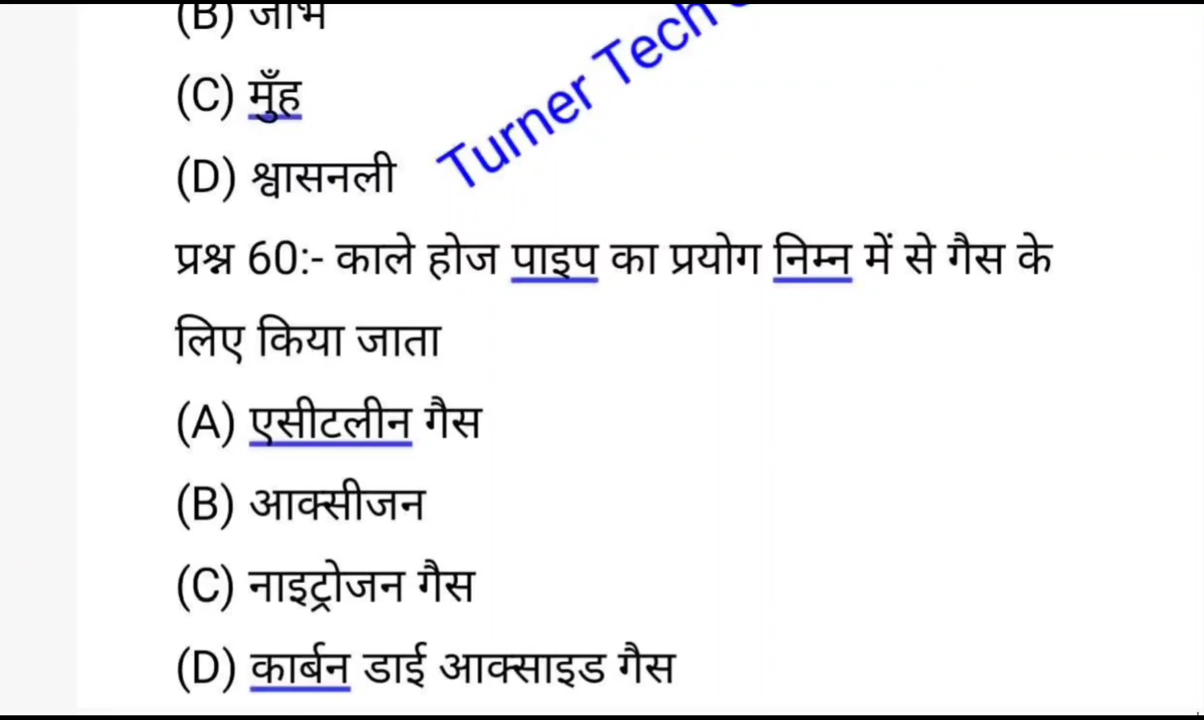 (B) जीभ
(C) मुँह
(D) श्वासनली
Turner Tech
प्रश्न 60:- काले होज पाइप का प्रयोग निम्न में से गैस के
लिए किया जाता
(A) एसीटलीन गैस
(B) आक्सीजन
(C) नाइट्रोजन गैस
(D) कार्बन डाई आक्साइड गैस